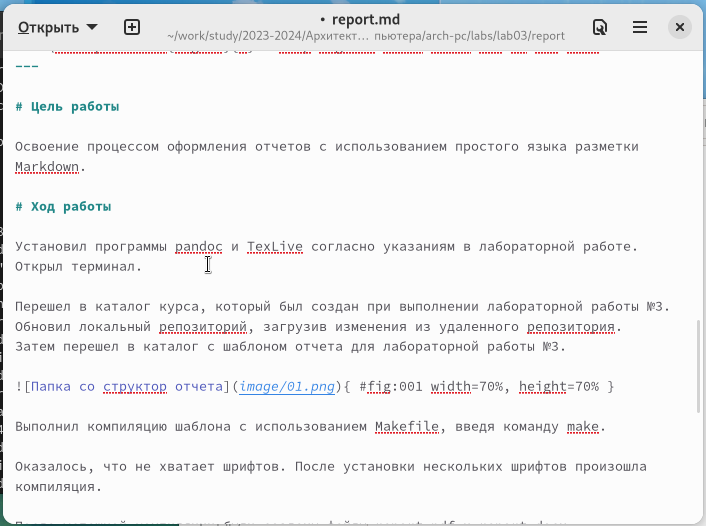 Открыть
• report.md
~/work/study/2023-2024/Архитект… пьютера/arch-pc/labs/lab03/report
---
# Цель работы
Освоение процессом оформления отчетов с использованием простого языка разметки
Markdown.
# Ход работы
Установил программы pandoc и TexLive согласно указаниям в лабораторной работе.
Открыл терминал.
Перешел в каталог курса, который был создан при выполнении лабораторной работы №3.
Обновил локальный репозиторий, загрузив изменения из удаленного репозитория.
Затем перешел в каталог с шаблоном отчета для лабораторной работы №3.
![Папка со структор отчета](image/01.png){ #fig:001 width=70%, height=70% }
Выполнил компиляцию шаблона с использованием Makefile, введя команду make.
Оказалось, что не хватает шрифтов. После установки нескольких шрифтов произошла
компиляция.